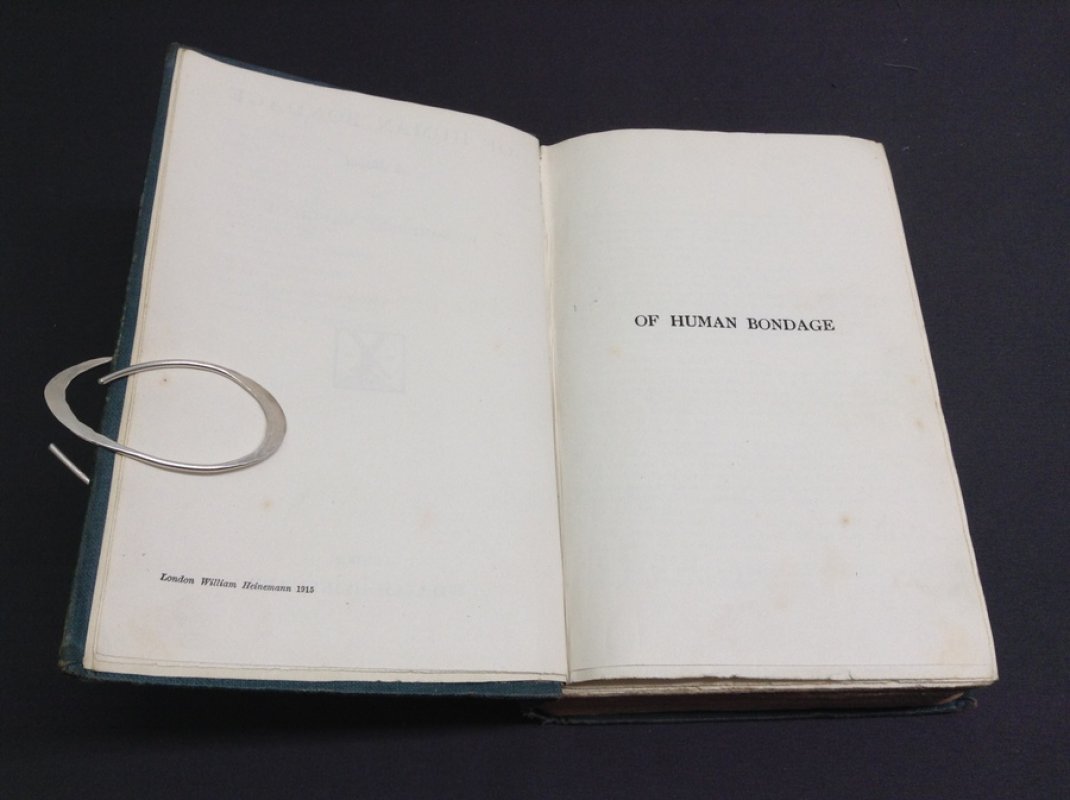 London William Heinemann 1915
OF HUMAN BONDAGE